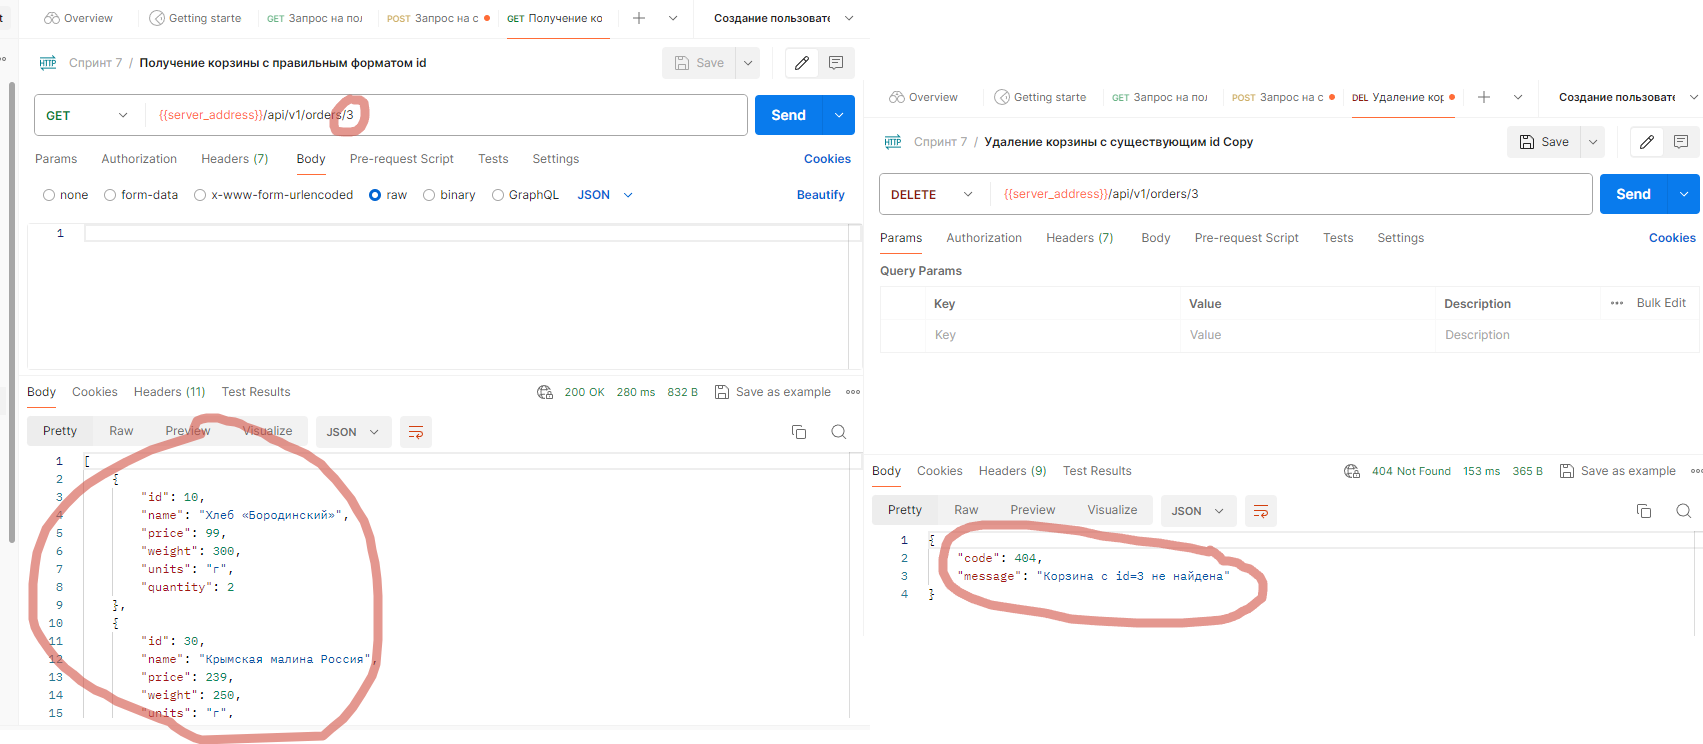 Overview
Getting starte
GET Запрос на пол
POST Запрос на с
GET Получение ко
Создание пользоват
Спринт 7 / Получение корзины с правильным форматом id
Save
GET
{{server_address}}/api/v1/orders/3
Send
Params Authorization Headers (7) Body Pre-request Script Tests Settings Cookies
none form-data x-www-form-urlencoded raw binary GraphQL JSON Beautify
1
Body Cookies Headers (11) Test Results 200 OK 280 ms 832 B Save as example
Pretty Raw Preview Visualize JSON
1 [
2 {
3 "id": 10,
4 "name": "Хлеб «Бородинский»",
5 "price": 99,
6 "weight": 300,
7 "units": "г",
8 "quantity": 2
9 },
10 {
11 "id": 30,
12 "name": "Крымская малина Россия",
13 "price": 239,
14 "weight": 250,
15 "units": "г",
Overview
Getting starte
GET Запрос на пол
POST Запрос на с
DEL Удаление кор
Создание пользоват
Спринт 7 / Удаление корзины с существующим id Copy
Save
DELETE
{{server_address}}/api/v1/orders/3
Send
Params Authorization Headers (7) Body Pre-request Script Tests Settings Cookies
Query Params
Key Value Description Bulk Edit
Key Value Description
Body Cookies Headers (9) Test Results 404 Not Found 153 ms 365 B Save as example
Pretty Raw Preview Visualize JSON
1 {
2 "code": 404,
3 "message": "Корзина с id=3 не найдена"
4 }